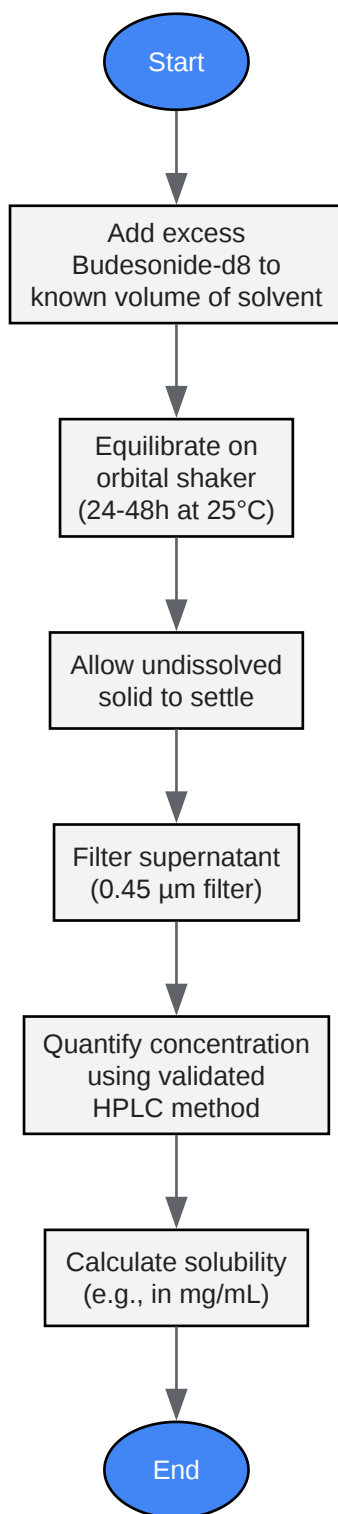 Start
Add excess
Budesonide-d8 to
known volume of solvent
Equilibrate on
orbital shaker
(24-48h at 25°C)
Allow undissolved
solid to settle
Filter supernatant
(0.45 µm filter)
Quantify concentration
using validated
HPLC method
Calculate solubility
(e.g., in mg/mL)
End